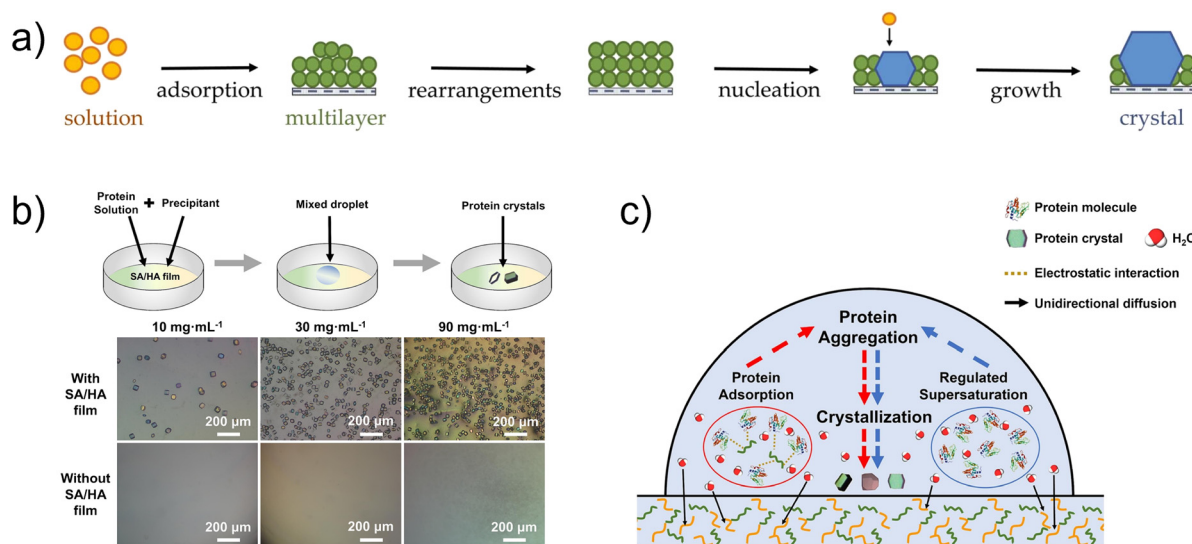 a)
solution
adsorption
multilayer
rearrangements
nucleation
growth
crystal
b)
Protein
Solution + Precipitant
Mixed droplet
Protein crystals
SA/HA film
10 mg·mL⁻¹
30 mg·mL⁻¹
90 mg·mL⁻¹
With
SA/HA
film
200 μm
200 μm
200 μm
Without
SA/HA
film
200 μm
200 μm
200 μm
c)
Protein molecule
Protein crystal
Electrostatic interaction
Unidirectional diffusion
Protein
Aggregation
Protein
Adsorption
Regulated
Supersaturation
Crystallization